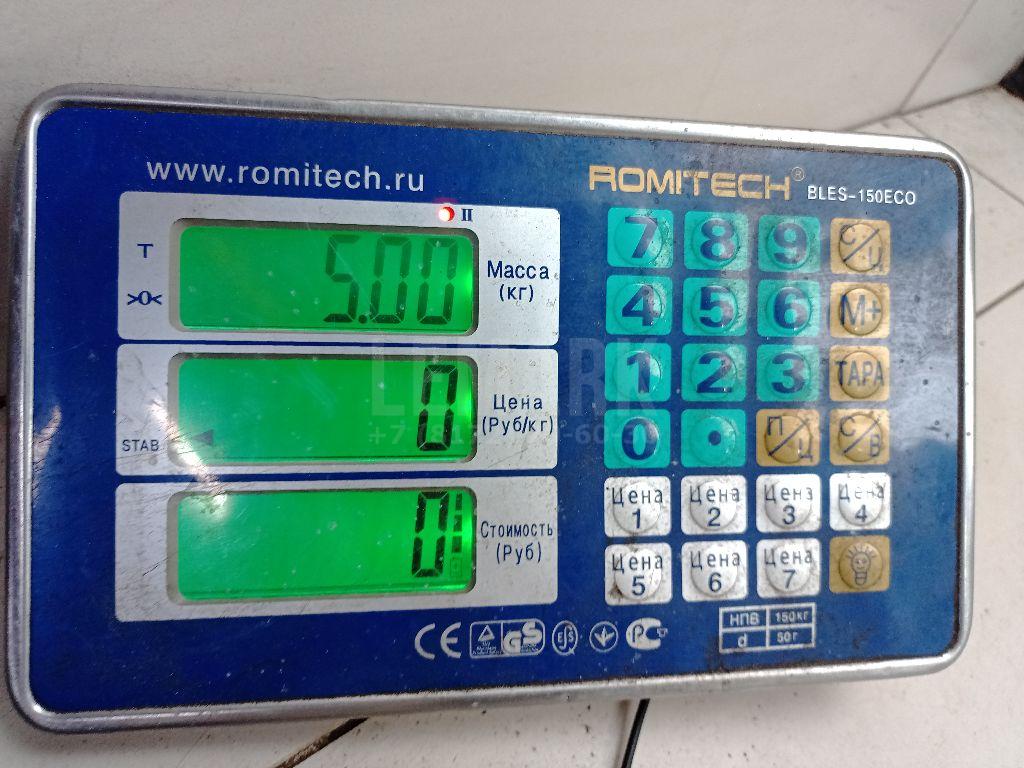 www.romitech.ru
ROMITECH® BLES-150ECO
II
T
>0<
5.00
Масса
(кг)
STAB
0
Цена
(Руб/кг)
0
Стоимость
(Руб)
7 8 9 С/Ц
4 5 6 М+
1 2 3 ТАРА
0 . П/Ц С/В
Цена 1 Цена 2 Цена 3 Цена 4
Цена 5 Цена 6 Цена 7
CE GS
НПВ 150кг
d 50г